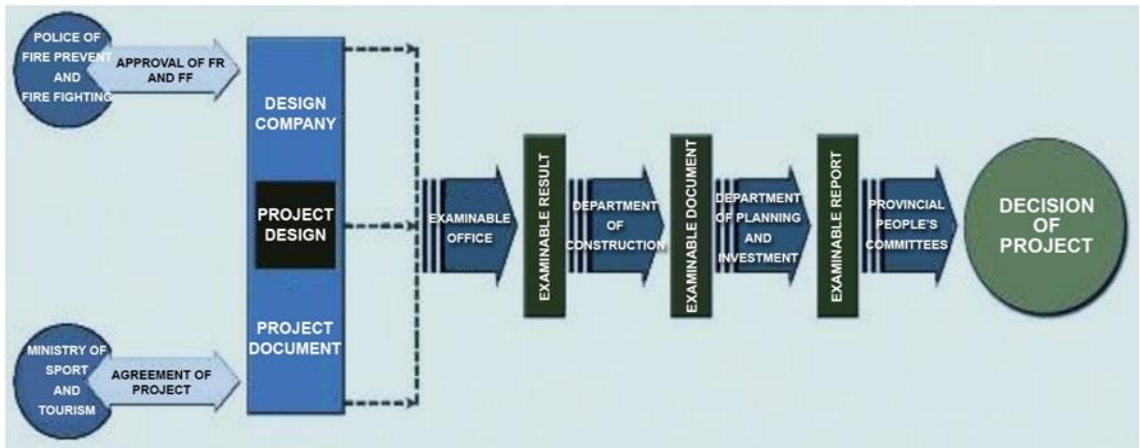 POLICE OF
FIRE PREVENT
AND
FIRE FIGHTING
APPROVAL OF FR
AND FF
DESIGN
COMPANY
PROJECT
DESIGN
PROJECT
DOCUMENT
MINISTRY OF
SPORT
AND
TOURISM
AGREEMENT OF
PROJECT
EXAMINABLE
OFFICE
EXAMINABLE RESULT
DEPARTMENT
OF
CONSTRUCTION
EXAMINABLE DOCUMENT
DEPARTMENT
OF PLANNING
AND
INVESTMENT
EXAMINABLE REPORT
PROVINCIAL
PEOPLE'S
COMMITTEES
DECISION
OF
PROJECT